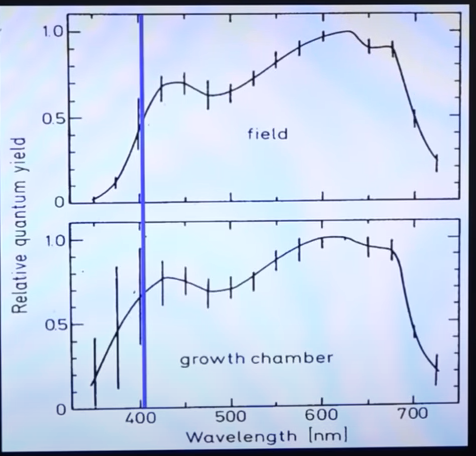 1.0
0.5
field
0
Relative quantum yield
1.0
0.5
growth chamber
0
400 500 600 700
Wavelength [nm]